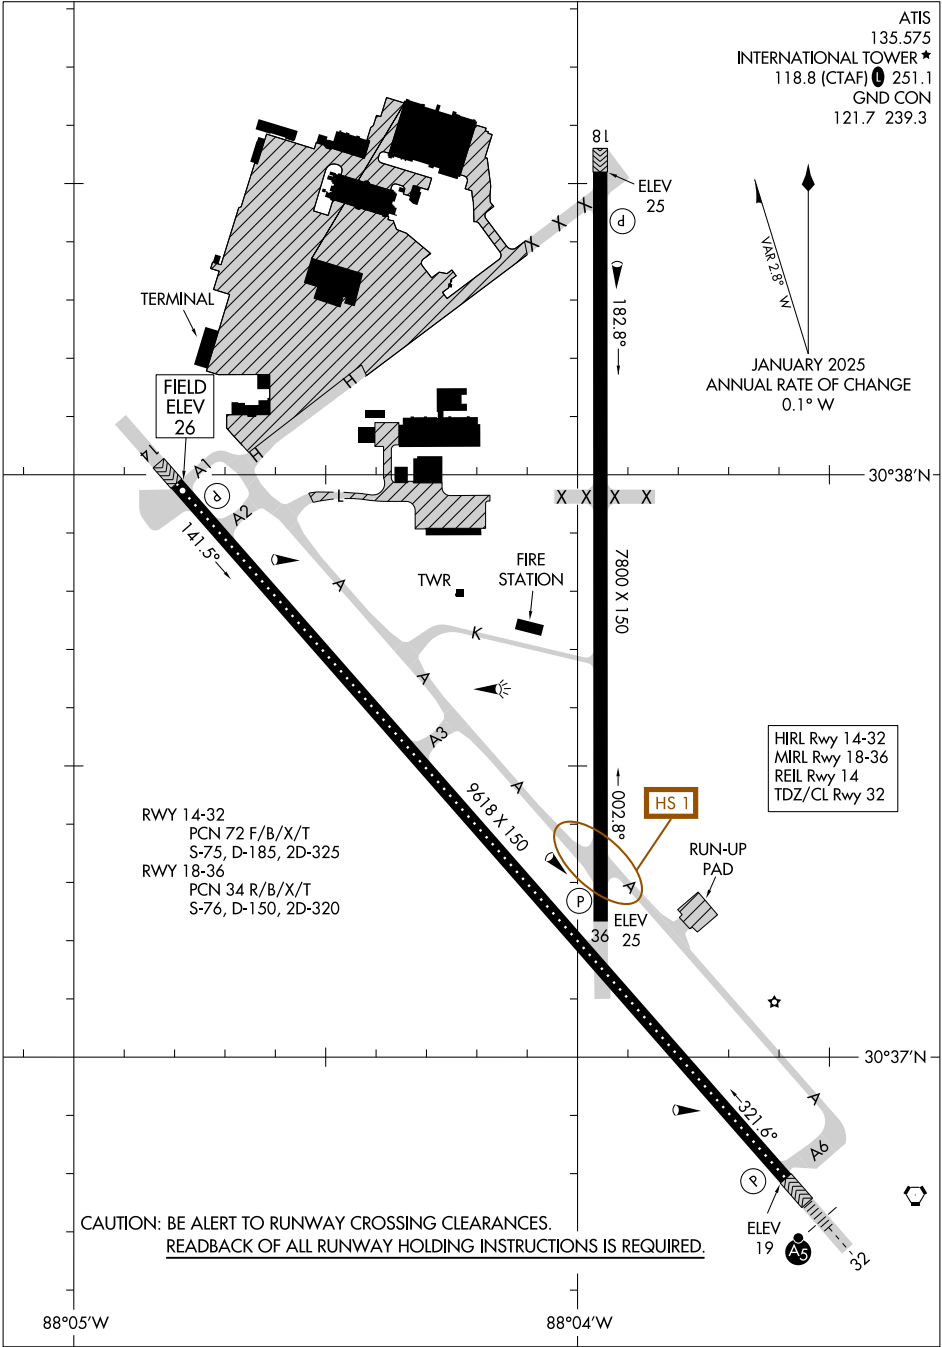 ATIS
135.575
INTERNATIONAL TOWER ★
118.8 (CTAF) L 251.1
GND CON
121.7 239.3
18
ELEV
25
P
182.8°
VAR 2.8° W
JANUARY 2025
ANNUAL RATE OF CHANGE
0.1° W
X X X
TERMINAL
H
FIELD
ELEV
26
H
14
A1
P
A2
141.5°
L
X X X X
30°38'N
A
TWR
FIRE
STATION
7800 X 150
K
A
A3
HIRL Rwy 14-32
MIRL Rwy 18-36
REIL Rwy 14
TDZ/CL Rwy 32
A
9618 X 150
002.8°
HS 1
RWY 14-32
PCN 72 F/B/X/T
S-75, D-185, 2D-325
RWY 18-36
PCN 34 R/B/X/T
S-76, D-150, 2D-320
RUN-UP
PAD
A
P
36
ELEV
25
30°37'N
321.6°
A
A6
P
ELEV
19
A5
32
CAUTION: BE ALERT TO RUNWAY CROSSING CLEARANCES.
READBACK OF ALL RUNWAY HOLDING INSTRUCTIONS IS REQUIRED.
88°05'W
88°04'W